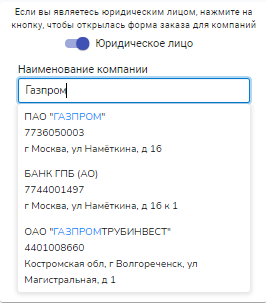 Если вы являетесь юридическим лицом, нажмите на
кнопку, чтобы открылась форма заказа для компаний
Юридическое лицо
Наименование компании
Газпром
ПАО "ГАЗПРОМ"
7736050003
г Москва, ул Намёткина, д 16
БАНК ГПБ (АО)
7744001497
г Москва, ул Намёткина, д 16 к 1
ОАО "ГАЗПРОМТРУБИНВЕСТ"
4401008660
Костромская обл, г Волгореченск, ул
Магистральная, д 1